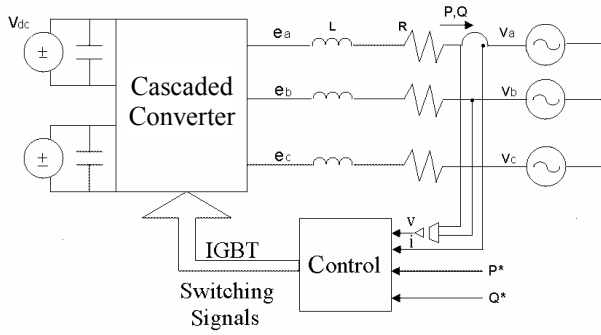 Vdc
Cascaded
Converter
ea
L
R
P,Q
va
eb
vb
ec
vc
±
±
IGBT
Switching
Signals
Control
v
i
P*
Q*